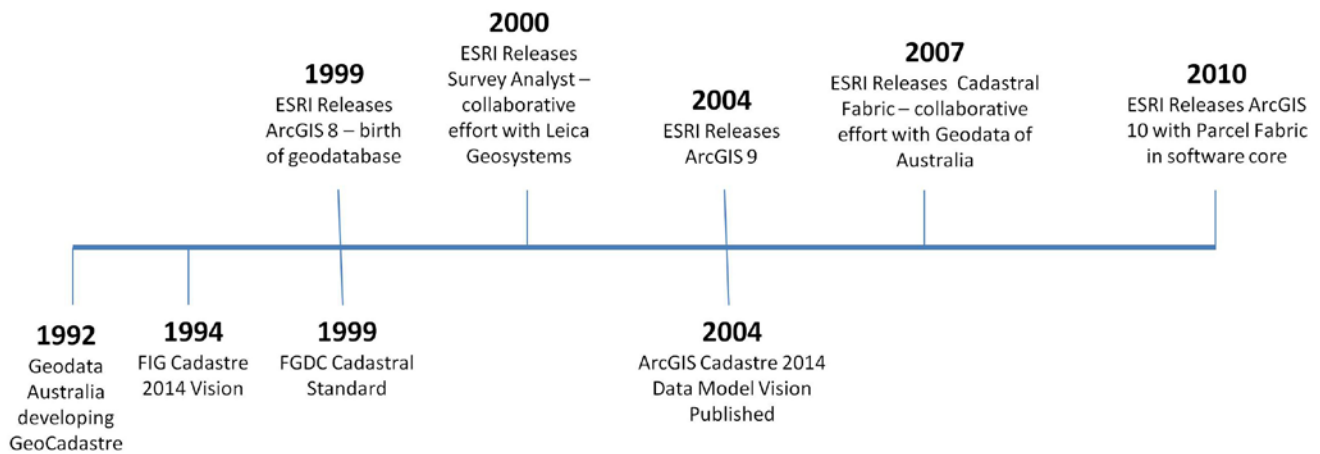 1999
ESRI Releases
ArcGIS 8 – birth
of geodatabase
2000
ESRI Releases
Survey Analyst –
collaborative
effort with Leica
Geosystems
2004
ESRI Releases
ArcGIS 9
2007
ESRI Releases  Cadastral
Fabric – collaborative
effort with Geodata of
Australia
2010
ESRI Releases ArcGIS
10 with Parcel Fabric
in software core
1992
Geodata
Australia
developing
GeoCadastre
1994
FIG Cadastre
2014 Vision
1999
FGDC Cadastral
Standard
2004
ArcGIS Cadastre 2014
Data Model Vision
Published